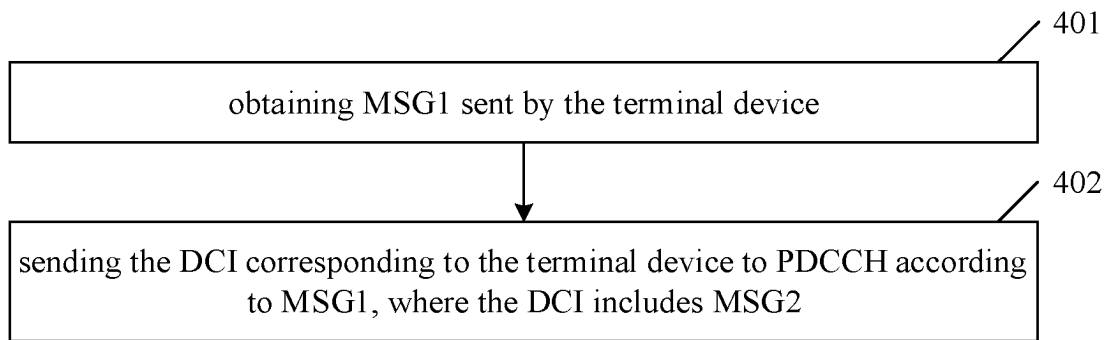 401
obtaining MSG1 sent by the terminal device
402
sending the DCI corresponding to the terminal device to PDCCH according
to MSG1, where the DCI includes MSG2